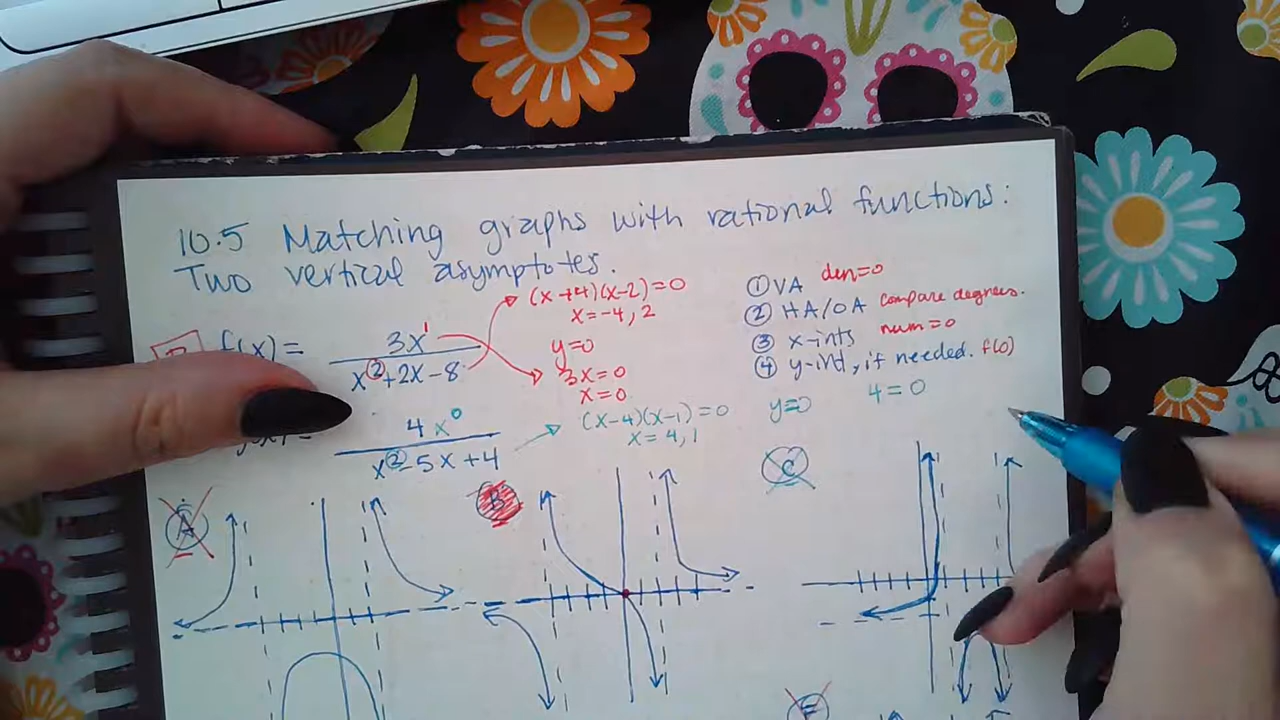 10.5 Matching graphs with rational functions:
Two vertical asymptotes.
f(x)= 3x¹
x²+2x-8
(x+4)(x-2)=0
x=-4, 2
y=0
3x=0
x=0
① VA den=0
② HA/OA compare degrees.
③ x-ints num=0
④ y-int, if needed. f(0)
4x⁰
x²-5x+4
(x-4)(x-1)=0
x=4,1
y=0
4=0
A
B
C